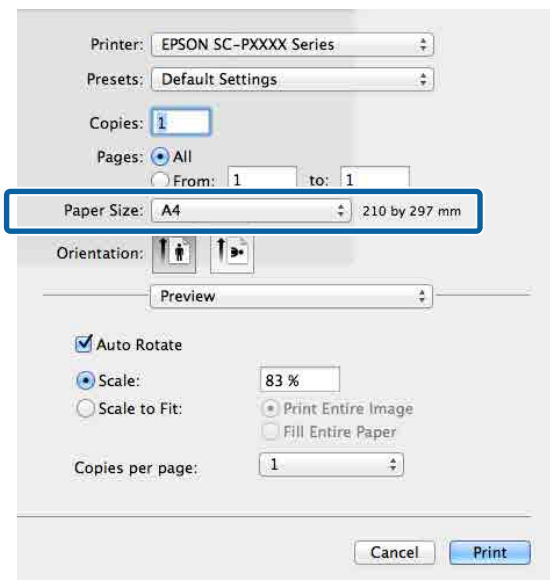 Printer: EPSON SC-PXXXX Series
Presets: Default Settings
Copies: 1
Pages: All
From: 1 to: 1
Paper Size: A4 210 by 297 mm
Orientation:
Preview
Auto Rotate
Scale: 83 %
Scale to Fit: Print Entire Image
Fill Entire Paper
Copies per page: 1
Cancel Print